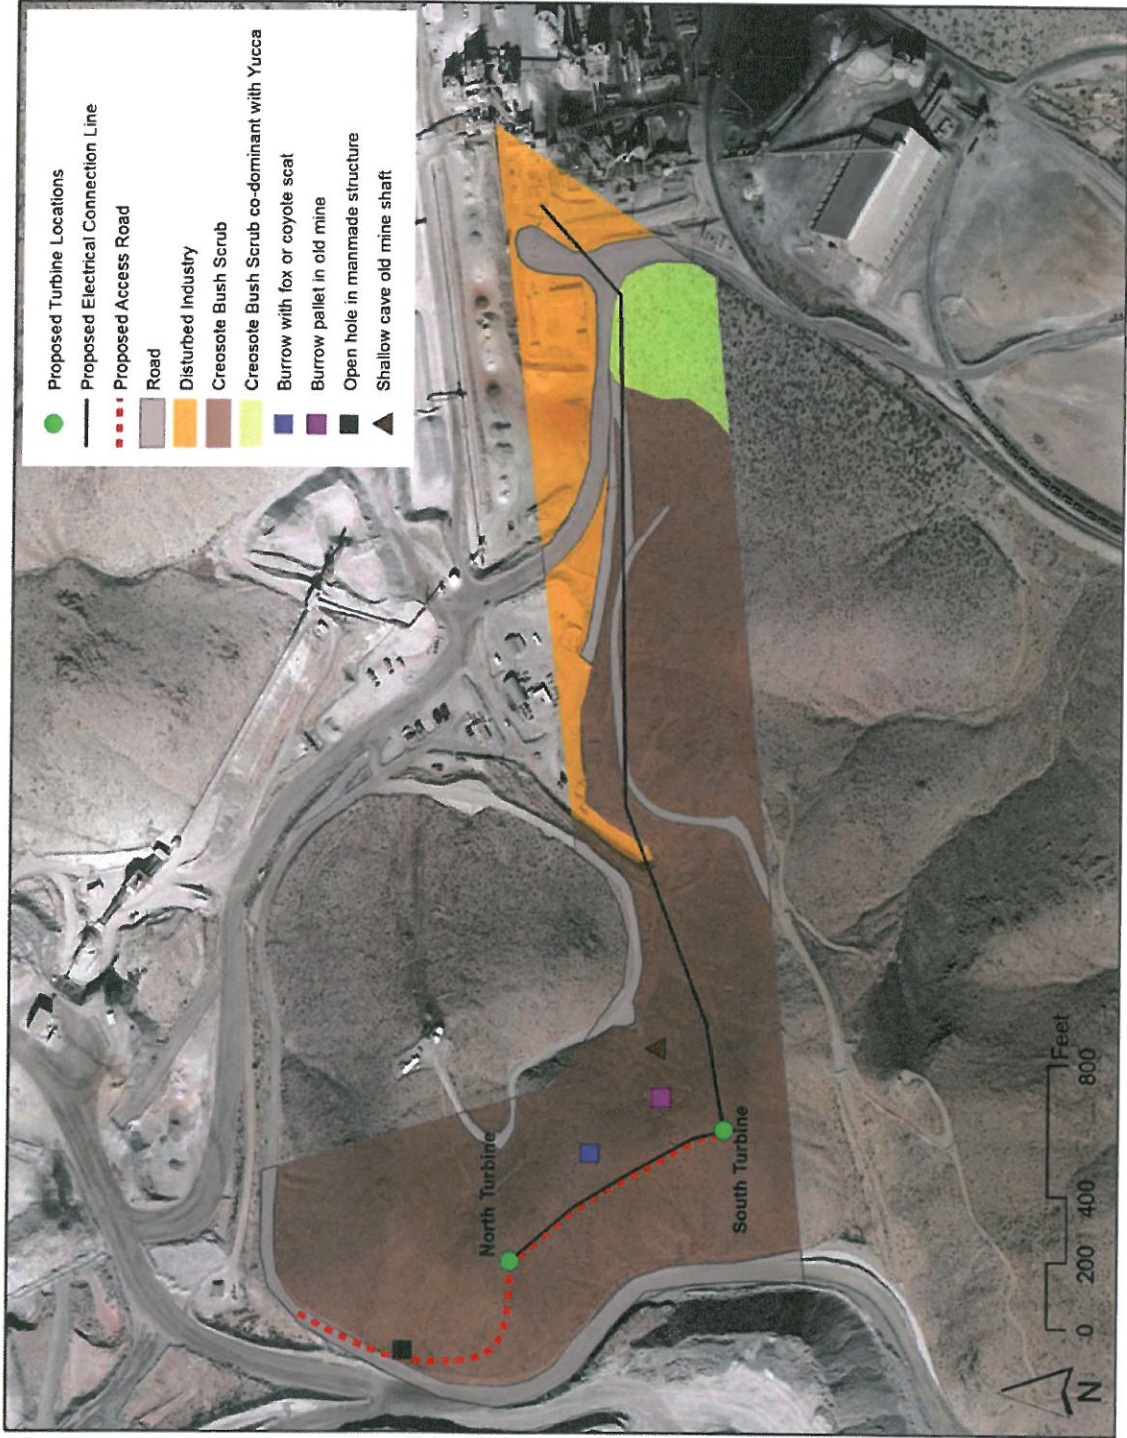 Proposed Turbine Locations
Proposed Electrical Connection Line
Proposed Access Road
Road
Disturbed Industry
Creosote Bush Scrub
Creosote Bush Scrub co-dominant with Yucca
Burrow with fox or coyote scat
Burrow pallet in old mine
Open hole in manmade structure
Shallow cave old mine shaft
North Turbine
South Turbine
0 200 400 800
Feet
N